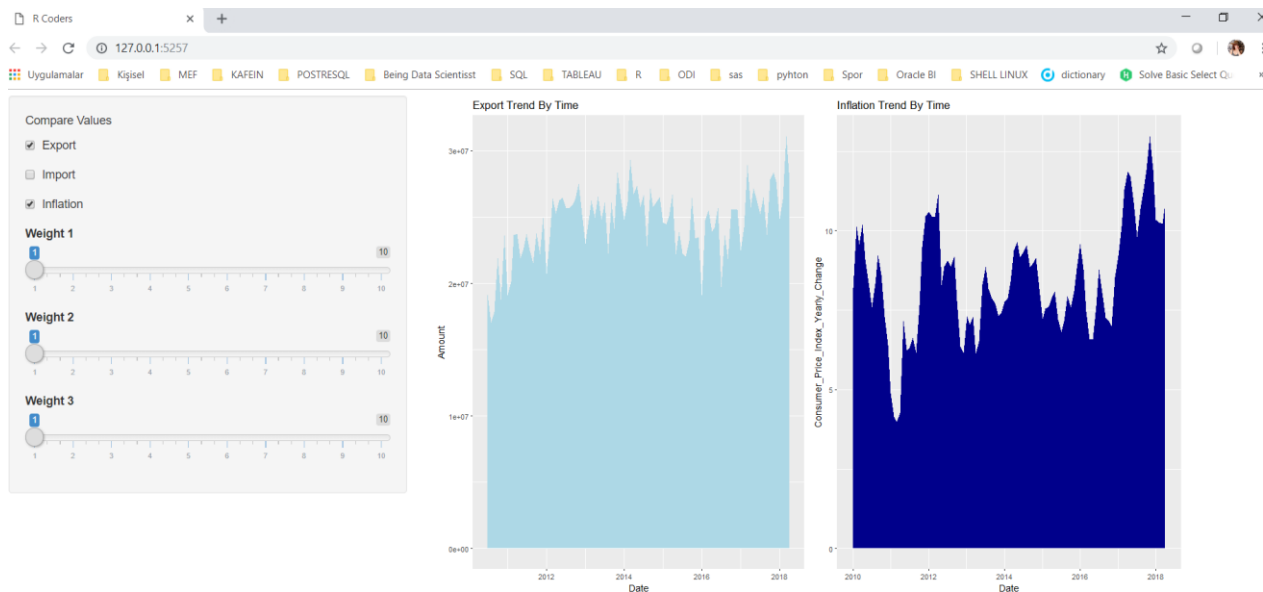 R Coders
127.0.0.1:5257
Uygulamalar Kişisel MEF KAFEIN POSTRESQL Being Data Scientisst SQL TABLEAU R ODI sas pyhton Spor Oracle BI SHELL LINUX dictionary Solve Basic Select Qu
Compare Values
Export
Import
Inflation
Weight 1
1 10
1 2 3 4 5 6 7 8 9 10
Weight 2
1 10
1 2 3 4 5 6 7 8 9 10
Weight 3
1 10
1 2 3 4 5 6 7 8 9 10
Export Trend By Time
Amount
3e+07
2e+07
1e+07
0e+00
2012 2014 2016 2018
Date
Inflation Trend By Time
Consumer_Price_Index_Yearly_Change
10
5
0
2010 2012 2014 2016 2018
Date